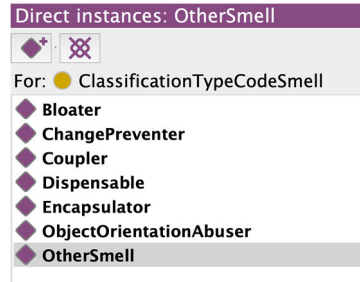 Direct instances: OtherSmell
For: ClassificationTypeCodeSmell
Bloater
ChangePreventer
Coupler
Dispensable
Encapsulator
ObjectOrientationAbuser
OtherSmell